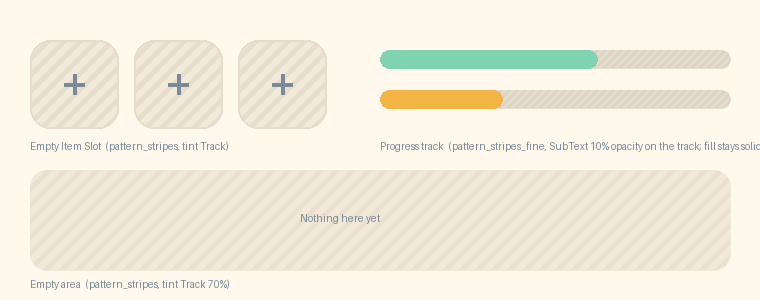 Empty Item Slot (pattern_stripes, tint Track)
Progress track (pattern_stripes_fine, SubText 10% opacity on the track; fill stays solid
Nothing here yet
Empty area (pattern_stripes, tint Track 70%)